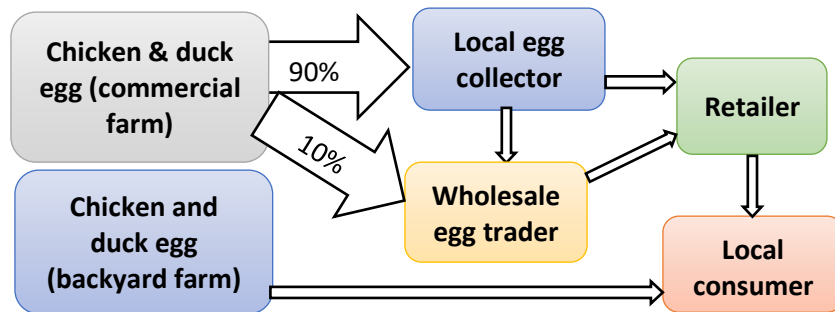 Chicken & duck
egg (commercial
farm)
90%
10%
Local egg
collector
Retailer
Wholesale
egg trader
Chicken and
duck egg
(backyard farm)
Local
consumer